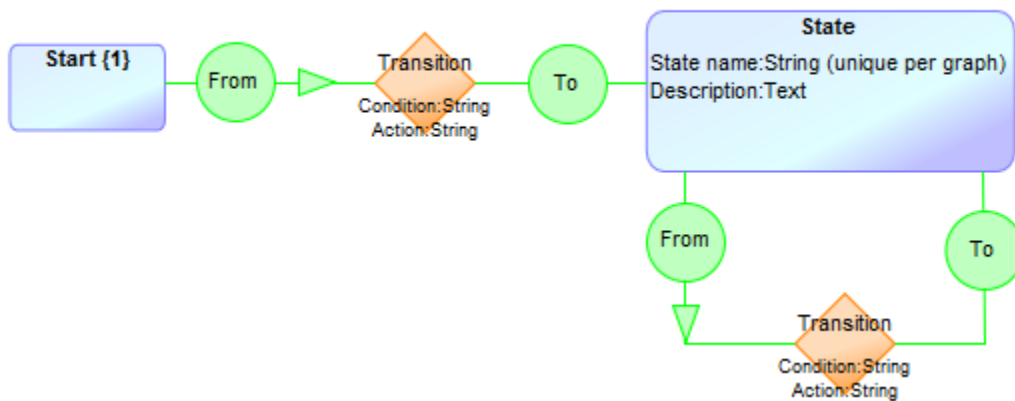 Start {1}
From
Transition
Condition:String
Action:String
To
State
State name:String (unique per graph)
Description:Text
From
To
Transition
Condition:String
Action:String